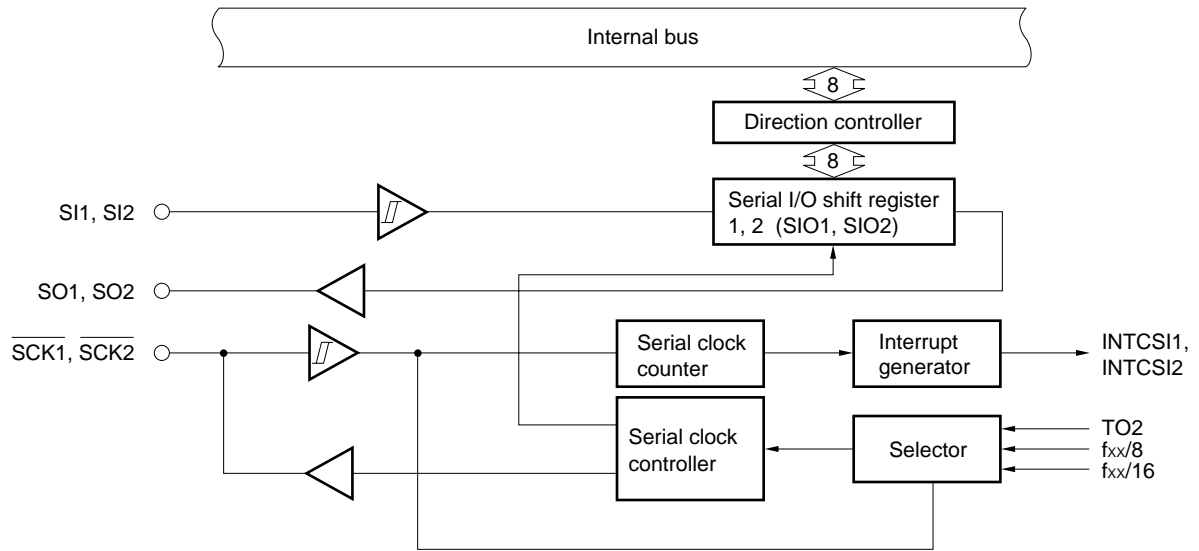 Internal bus
8
Direction controller
8
SI1, SI2
Serial I/O shift register
1, 2 (SIO1, SIO2)
SO1, SO2
SCK1, SCK2
Serial clock
counter
Interrupt
generator
INTCSI1,
INTCSI2
Serial clock
controller
Selector
TO2
fxx/8
fxx/16